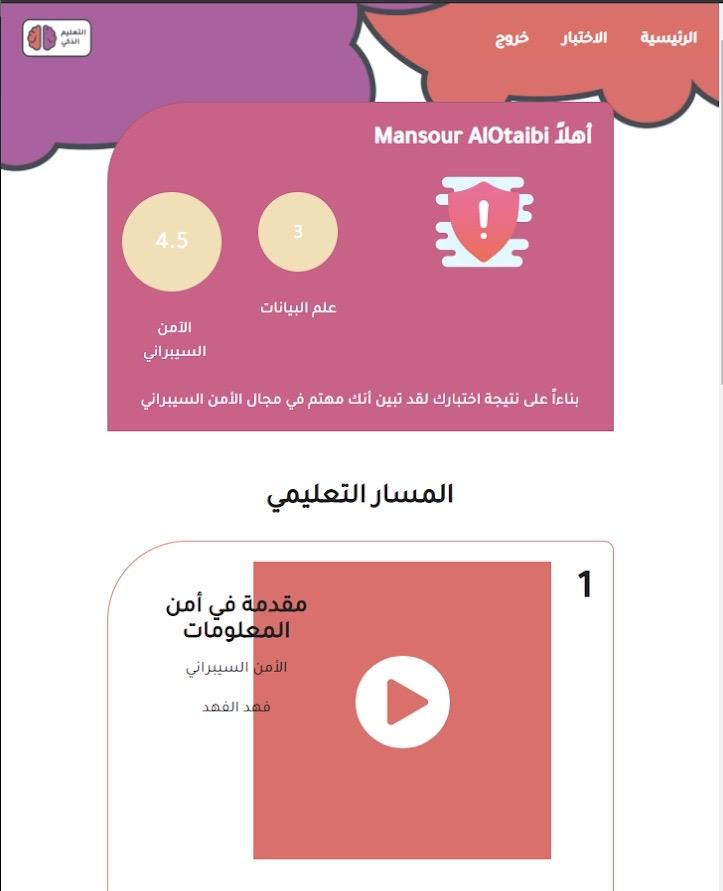 الرئيسية
الاختبار
خروج
التعليم
الذكي
أهلاً Mansour AlOtaibi
3
علم البيانات
4.5
الأمن
السيبراني
بناءاً على نتيجة اختبارك لقد تبين أنك مهتم في مجال الأمن السيبراني
المسار التعليمي
1
مقدمة في أمن
المعلومات
الأمن السيبراني
فهد الفهد